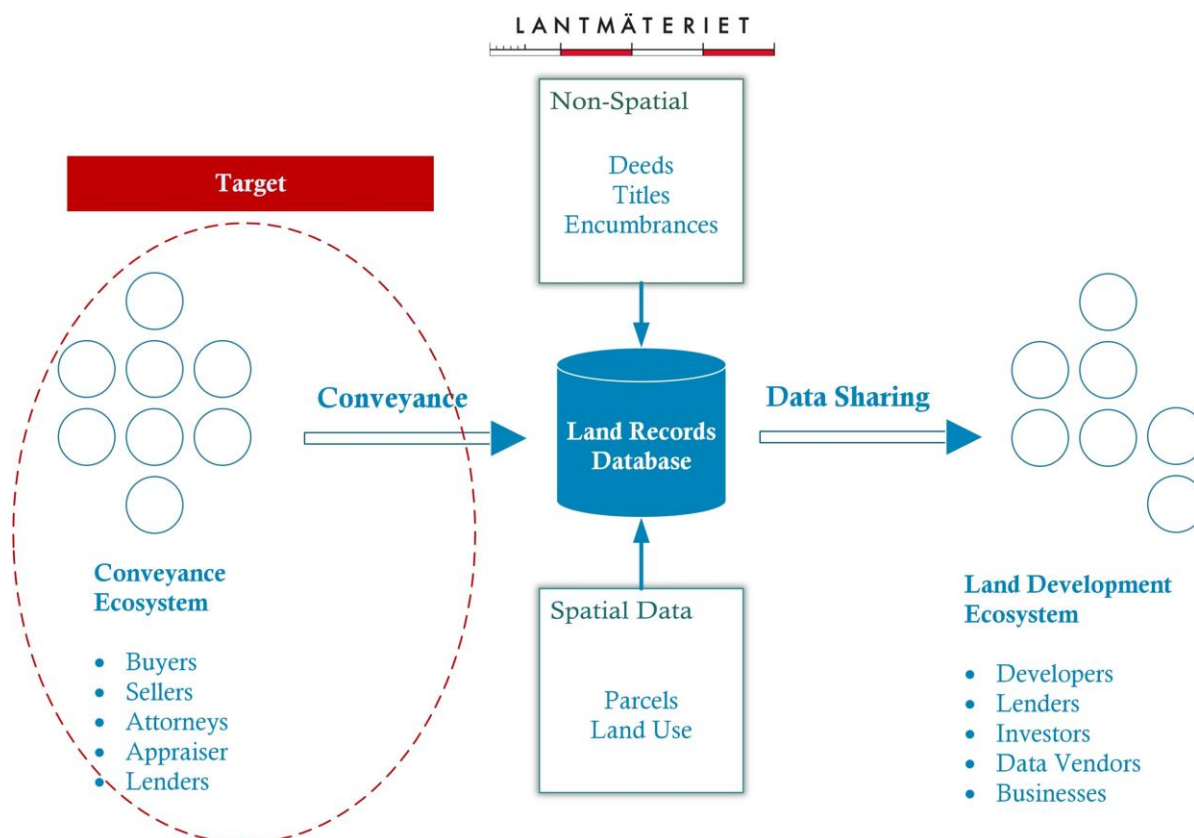 LANTMÄTERIET
Non-Spatial
Deeds
Titles
Encumbrances
Target
Conveyance
Land Records
Database
Data Sharing
Conveyance
Ecosystem
• Buyers
• Sellers
• Attorneys
• Appraiser
• Lenders
Spatial Data
Parcels
Land Use
Land Development
Ecosystem
• Developers
• Lenders
• Investors
• Data Vendors
• Businesses